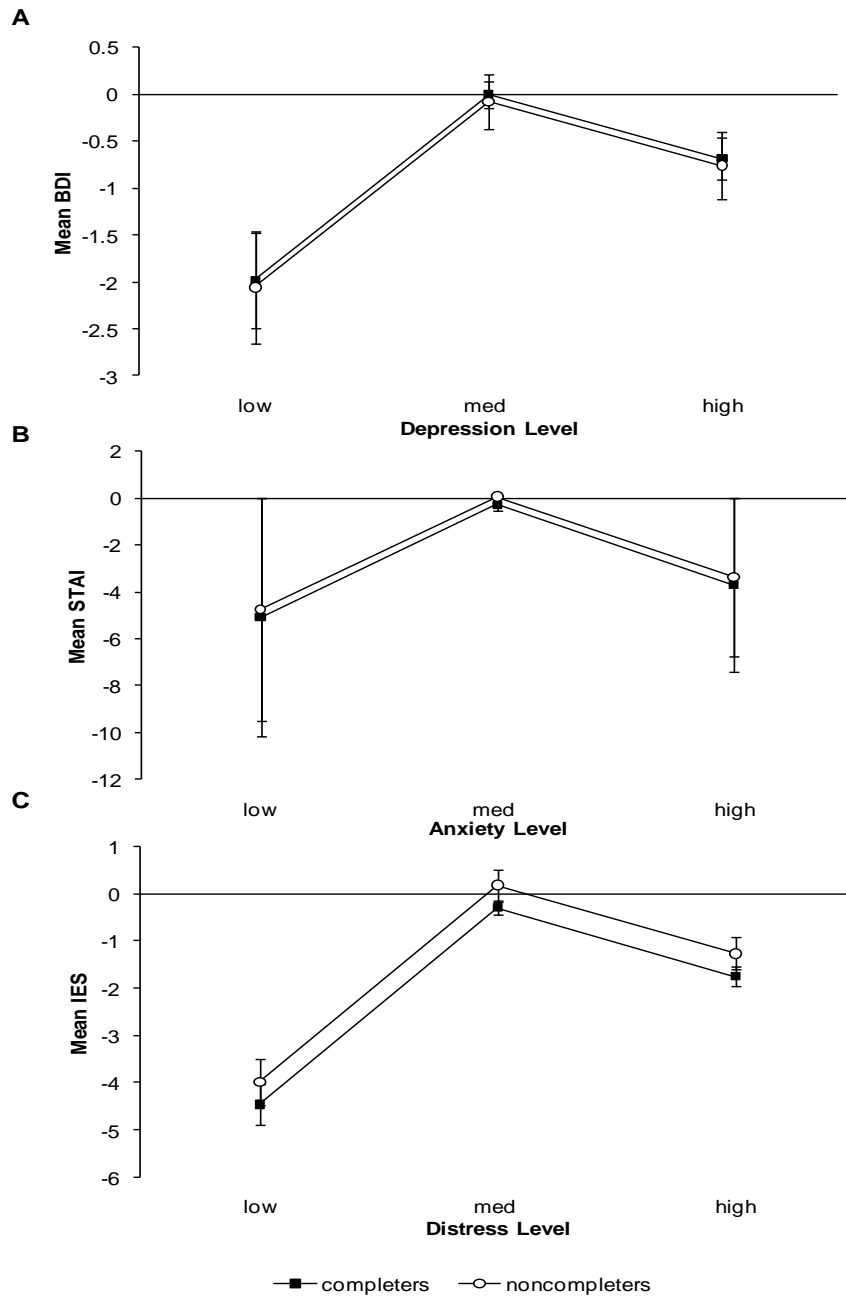 A
0.5
0
-0.5
-1
-1.5
-2
-2.5
-3
Mean BDI
low med high
Depression Level
B
2
0
-2
-4
-6
-8
-10
-12
Mean STAI
low med high
Anxiety Level
C
1
0
-1
-2
-3
-4
-5
-6
Mean IES
low med high
Distress Level
completers noncompleters